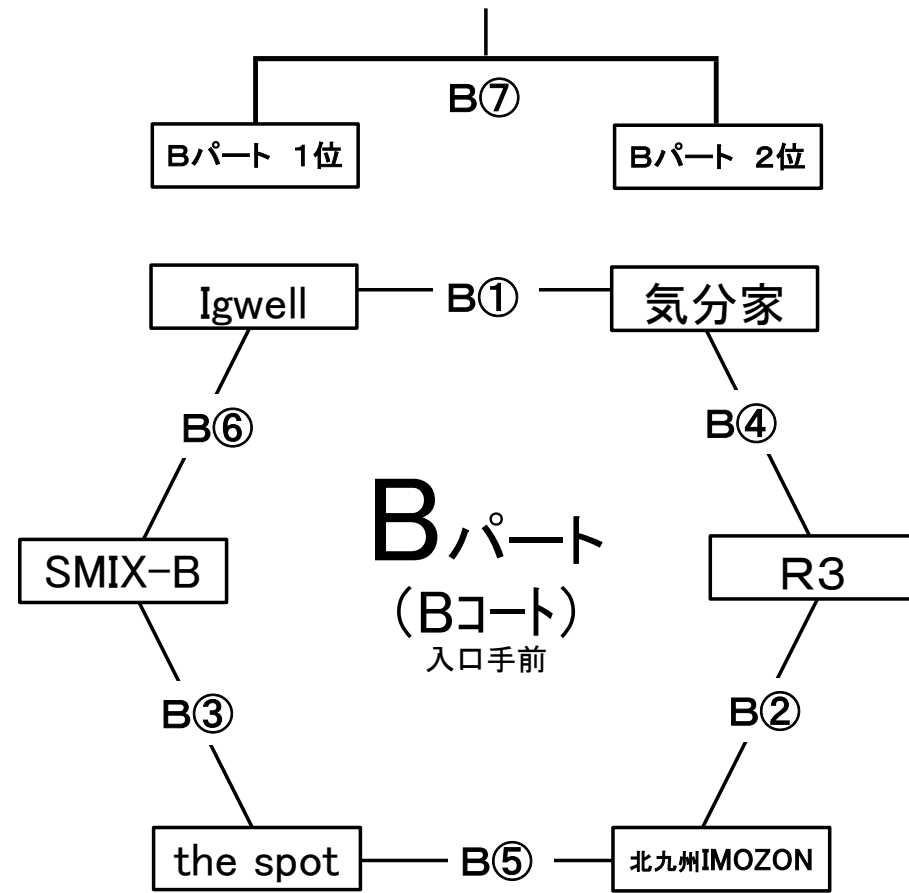 B⑦
Bパート 1位
Bパート 2位
Igwell
B①
気分家
B⑥
B④
Bパート
SMIX-B
R3
(Bコート)
入口手前
B③
B②
the spot
B⑤
北九州IMOZON